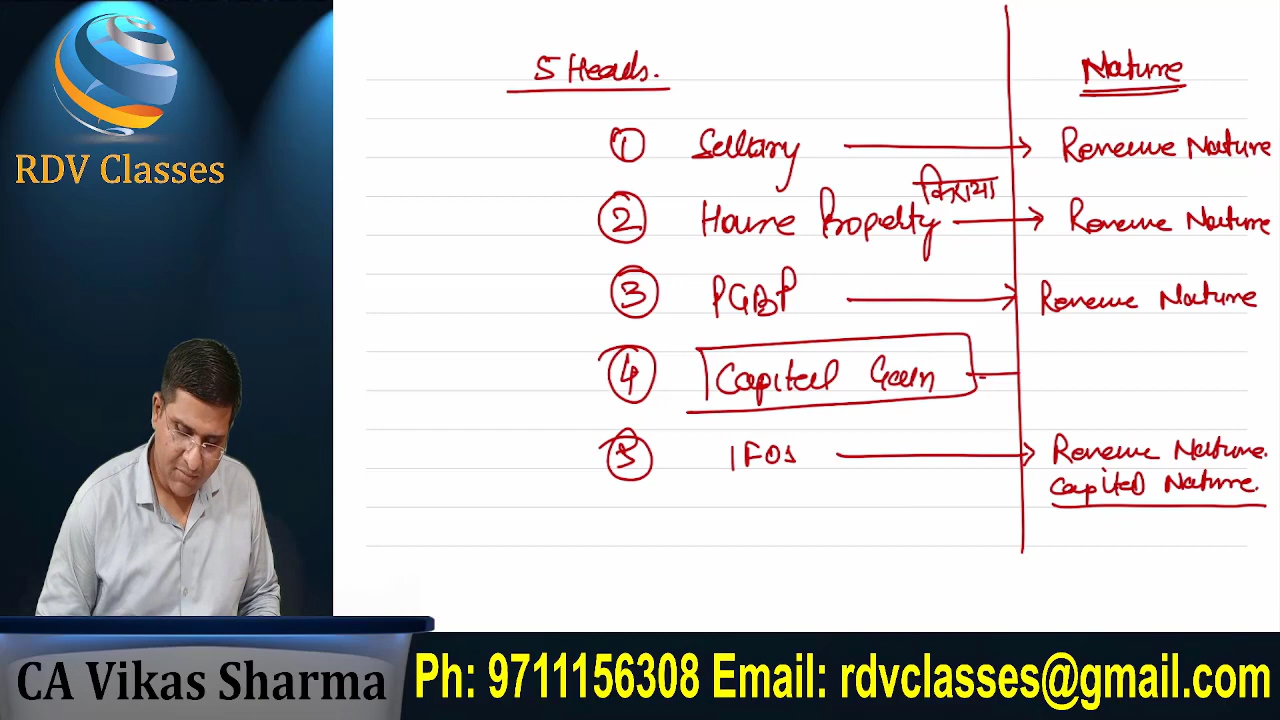 RDV Classes
5 Heads. Nature
① Sellary → Revenue Nature
किराया
② House Property → Revenue Nature
③ PGBP → Revenue Nature
④ Capital Gain
⑤ IFOS → Revenue Nature.
Capital Nature.
CA Vikas Sharma
Ph: 9711156308 Email: rdvclasses@gmail.com